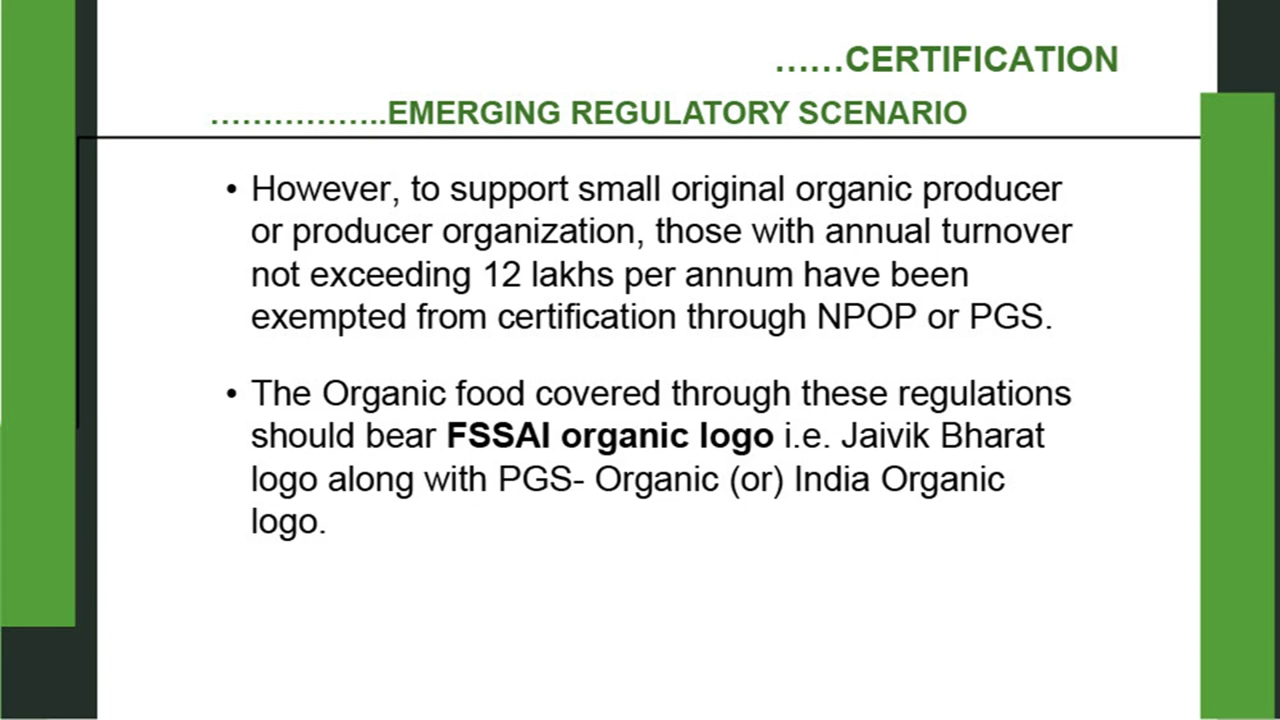 ......CERTIFICATION
.................EMERGING REGULATORY SCENARIO
• However, to support small original organic producer
or producer organization, those with annual turnover
not exceeding 12 lakhs per annum have been
exempted from certification through NPOP or PGS.
• The Organic food covered through these regulations
should bear FSSAI organic logo i.e. Jaivik Bharat
logo along with PGS- Organic (or) India Organic
logo.